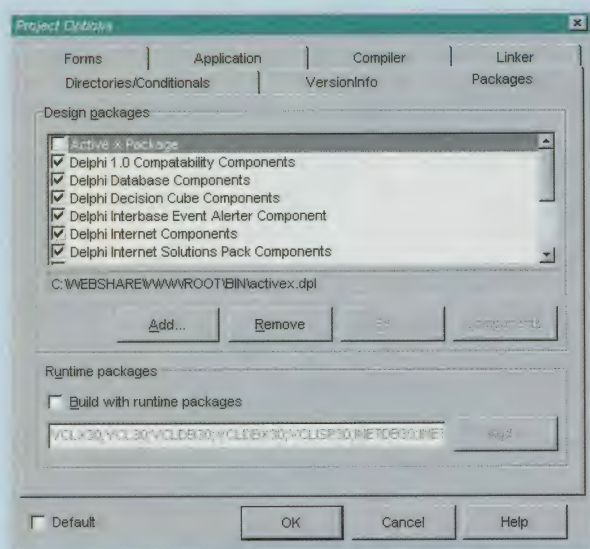 Project Options
Forms Application Compiler Linker
Directories/Conditionals VersionInfo Packages
Design packages
Active X Package
Delphi 1.0 Compatability Components
Delphi Database Components
Delphi Decision Cube Components
Delphi Interbase Event Alerter Component
Delphi Internet Components
Delphi Internet Solutions Pack Components
C:\WEBSHARE\WWWROOT\BIN\activex.dpl
Add... Remove Components
Runtime packages
Build with runtime packages
VCLX30;VCL30;VCLDB30;VCLDBX30;VCLISP30;INETDB30;INET
Default OK Cancel Help